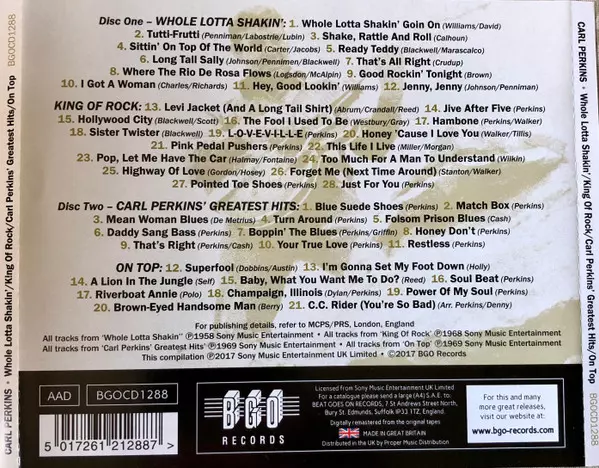 Disc One – WHOLE LOTTA SHAKIN': 1. Whole Lotta Shakin' Goin On (Williams/David)
2. Tutti-Frutti (Penniman/Labostrie/Lubin) 3. Shake, Rattle And Roll (Calhoun)
4. Sittin' On Top Of The World (Carter/Jacobs) 5. Ready Teddy (Blackwell/Marascalco)
6. Long Tall Sally (Johnson/Pennimen/Blackwell) 7. That's All Right (Crudup)
8. Where The Rio De Rosa Flows (Logsdon/McAlpin) 9. Good Rockin' Tonight (Brown)
10. I Got A Woman (Charles/Richards) 11. Hey, Good Lookin' (Williams) 12. Jenny, Jenny (Johnson/Penniman)
KING OF ROCK: 13. Levi Jacket (And A Long Tail Shirt) (Abrum/Crandall/Reed) 14. Jive After Five (Perkins)
15. Hollywood City (Blackwell/Scott) 16. The Fool I Used To Be (Westbury/Gray) 17. Hambone (Perkins/Walker)
18. Sister Twister (Blackwell) 19. L-O-V-E-V-I-L-L-E (Perkins) 20. Honey 'Cause I Love You (Walker/Tillis)
21. Pink Pedal Pushers (Perkins) 22. This Life I Live (Miller/Morgan)
23. Pop, Let Me Have The Car (Halmay/Fontaine) 24. Too Much For A Man To Understand (Wilkin)
25. Highway Of Love (Gordon/Hosey) 26. Forget Me (Next Time Around) (Stanton/Walker)
27. Pointed Toe Shoes (Perkins) 28. Just For You (Perkins)
Disc Two – CARL PERKINS' GREATEST HITS: 1. Blue Suede Shoes (Perkins) 2. Match Box (Perkins)
3. Mean Woman Blues (De Metrius) 4. Turn Around (Perkins) 5. Folsom Prison Blues (Cash)
6. Daddy Sang Bass (Perkins) 7. Boppin' The Blues (Perkins/Griffin) 8. Honey Don't (Perkins)
9. That's Right (Perkins/Cash) 10. Your True Love (Perkins) 11. Restless (Perkins)
ON TOP: 12. Superfool (Dobbins/Austin) 13. I'm Gonna Set My Foot Down (Holly)
14. A Lion In The Jungle (Self) 15. Baby, What You Want Me To Do? (Reed) 16. Soul Beat (Perkins)
17. Riverboat Annie (Polo) 18. Champaign, Illinois (Dylan/Perkins) 19. Power Of My Soul (Perkins)
20. Brown-Eyed Handsome Man (Berry) 21. C.C. Rider (You're So Bad) (Arr. Perkins/Denny)
For publishing details, refer to MCPS/PRS, London, England
All tracks from 'Whole Lotta Shakin'' ℗1958 Sony Music Entertainment • All tracks from 'King Of Rock' ℗1968 Sony Music Entertainment
All tracks from 'Carl Perkins' Greatest Hits' ℗1969 Sony Music Entertainment • All tracks from 'On Top' ℗1969 Sony Music Entertainment
This compilation ℗2017 Sony Music Entertainment UK Limited • ©2017 BGO Records
AAD
BGOCD1288
5 017261 212887 >
BGO
RECORDS
Licensed from Sony Music Entertainment UK Limited
For a catalogue please send a large (A4) S.A.E. to:
BEAT GOES ON RECORDS, 7 St Andrews Street North,
Bury St. Edmunds, Suffolk IP33 1TZ, England
Digitally remastered from the original tapes
MADE IN GREAT BRITAIN
Distributed in the UK by Proper Music Distribution
For this and many
more great releases,
visit our website at:
www.bgo-records.com
CARL PERKINS • Whole Lotta Shakin'/King Of Rock/Carl Perkins' Greatest Hits/On Top BGOCD1288
CARL PERKINS • Whole Lotta Shakin'/King Of Rock/Carl Perkins' Greatest Hits/On Top BGOCD1288